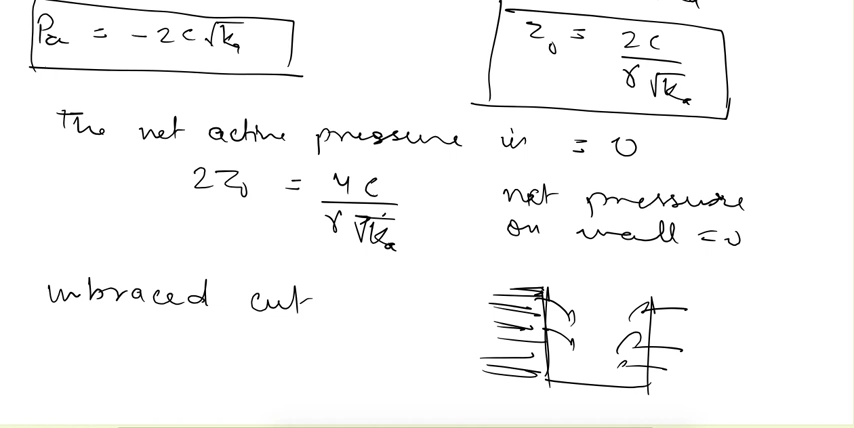 Pa = - 2 c √ka
z₀ = 2c / γ √ka
The net active pressure is = 0
2z₀ = 4c / γ √ka
net pressure
on wall = 0
unbraced cut